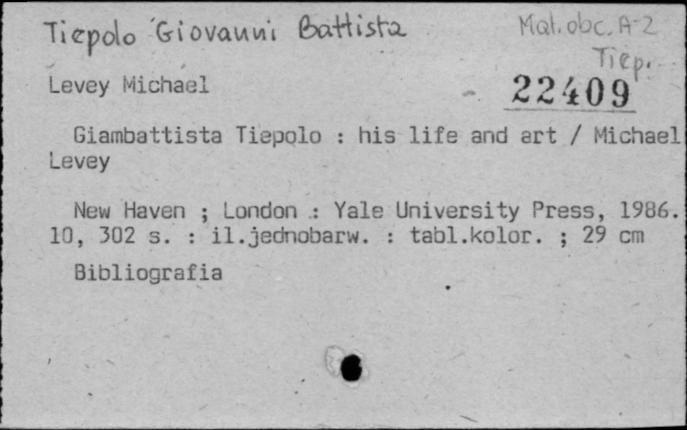 Tiepolo Giovanni Battista
Mal. obc. A-Z
Tiep.
Levey Michael
22409
Giambattista Tiepolo : his life and art / Michael
Levey
New Haven ; London : Yale University Press, 1986.
10, 302 s. : il.jednobarw. : tabl.kolor. ; 29 cm
Bibliografia